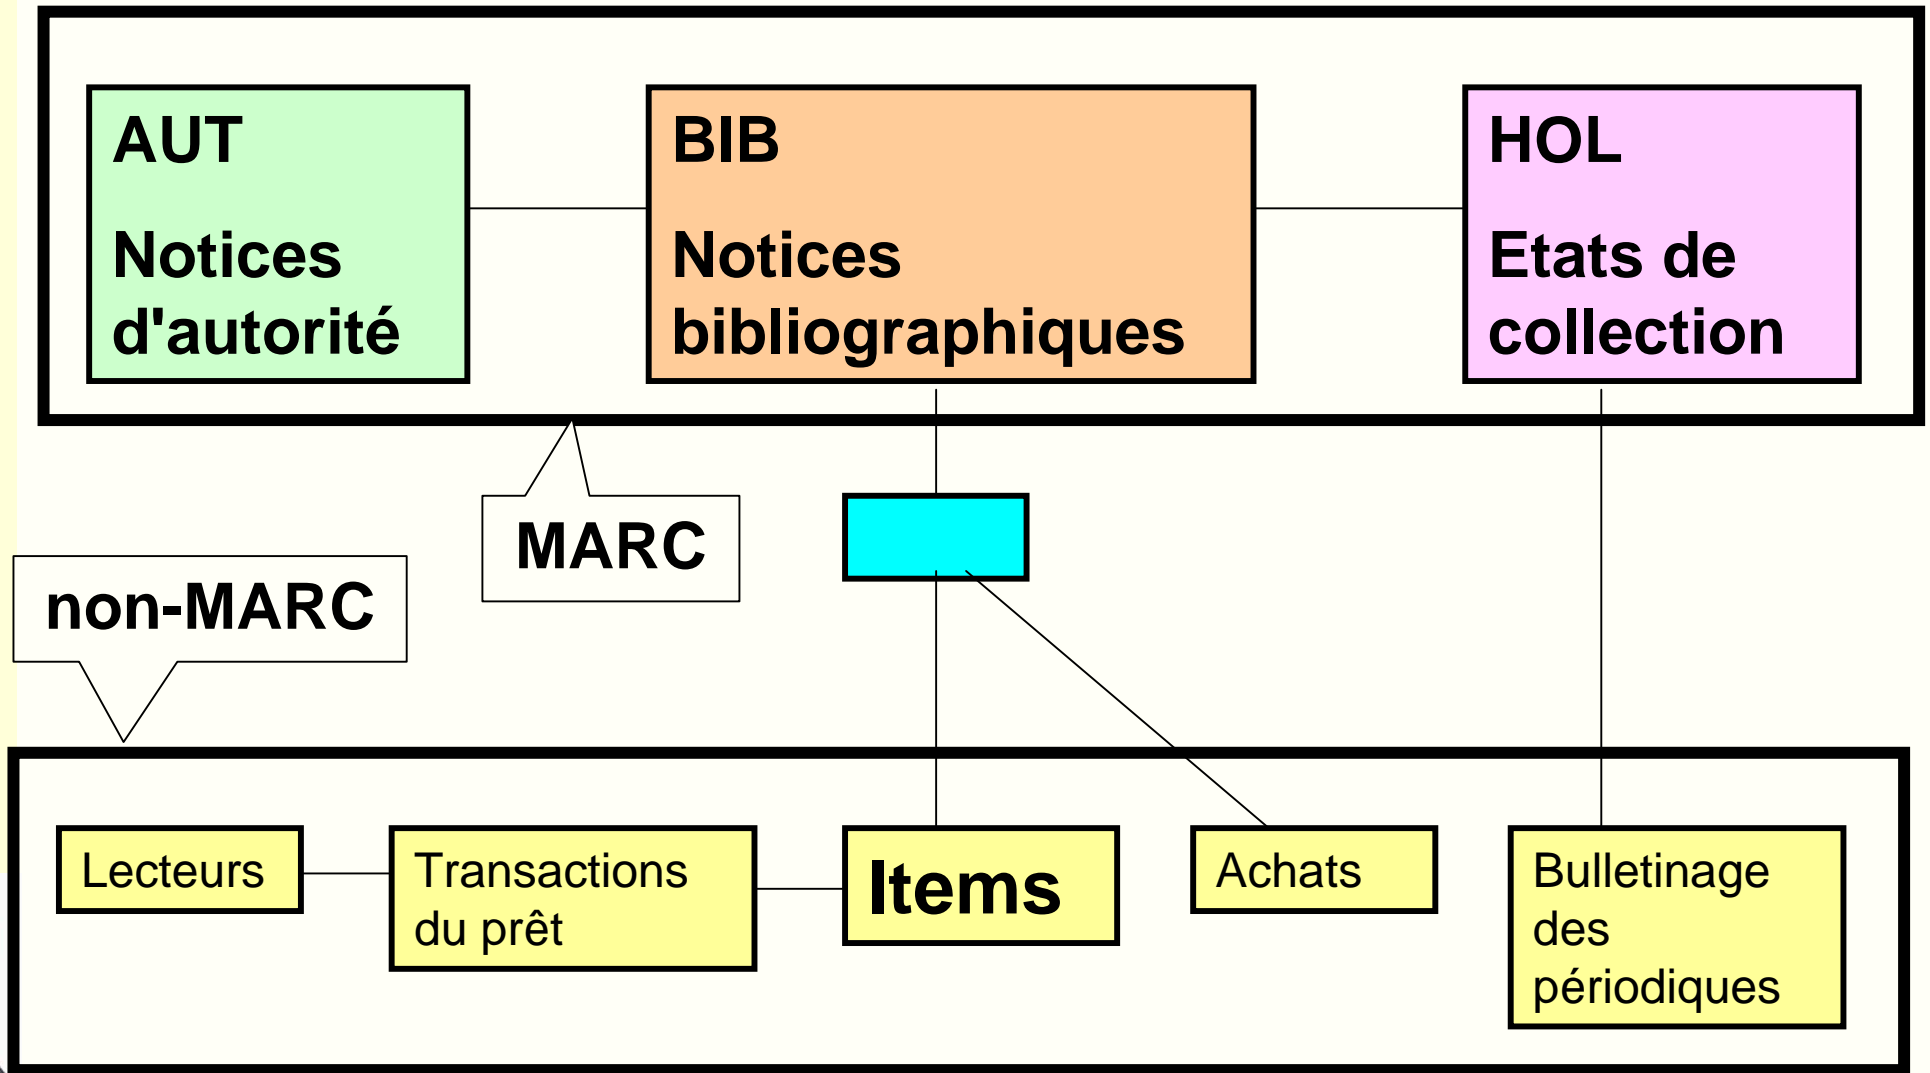 AUT
Notices
d'autorité
BIB
Notices
bibliographiques
HOL
Etats de
collection
MARC
non-MARC
Lecteurs
Transactions
du prêt
Items
Achats
Bulletinage
des
périodiques